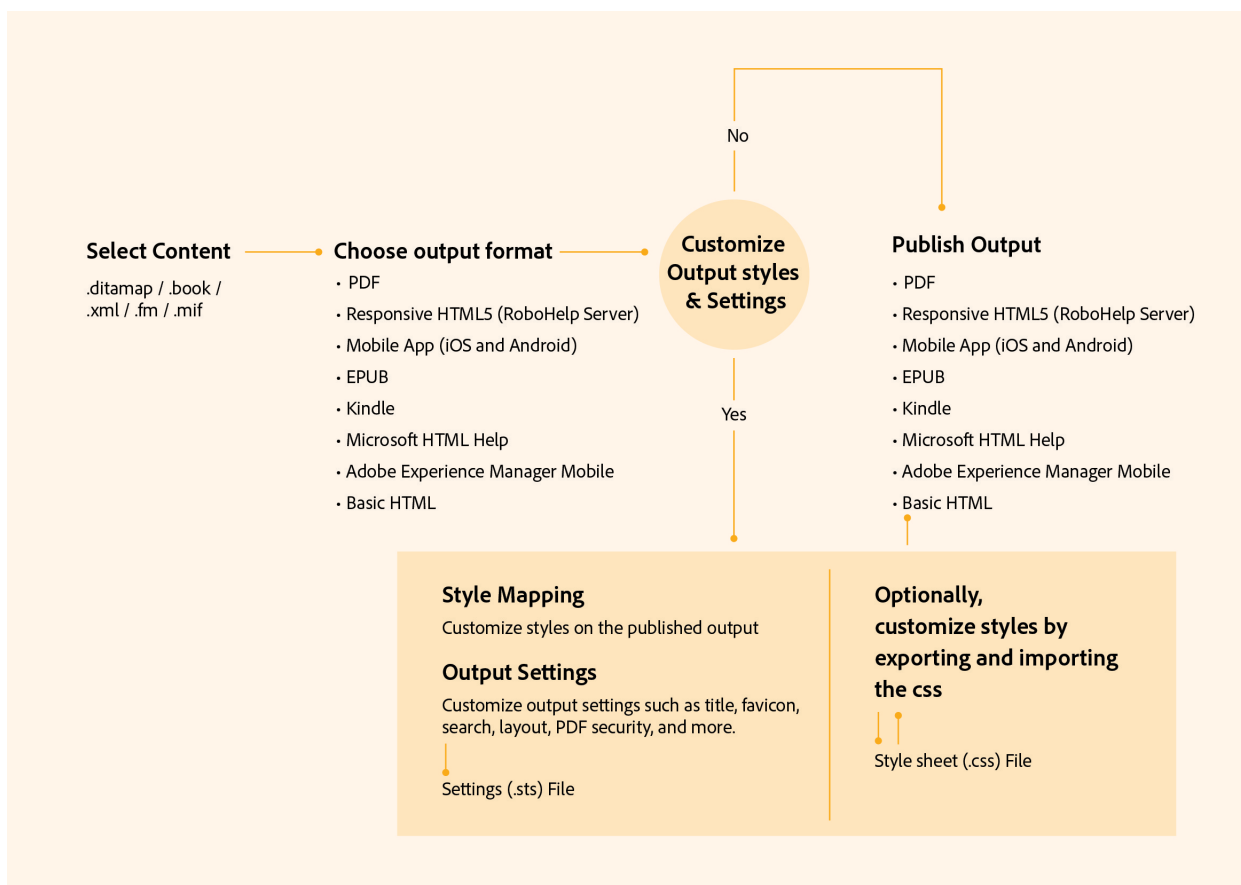 No
Select Content
.ditamap / .book /
.xml / .fm / .mif
Choose output format
• PDF
• Responsive HTML5 (RoboHelp Server)
• Mobile App (iOS and Android)
• EPUB
• Kindle
• Microsoft HTML Help
• Adobe Experience Manager Mobile
• Basic HTML
Customize
Output styles
& Settings
Yes
Publish Output
• PDF
• Responsive HTML5 (RoboHelp Server)
• Mobile App (iOS and Android)
• EPUB
• Kindle
• Microsoft HTML Help
• Adobe Experience Manager Mobile
• Basic HTML
Style Mapping
Customize styles on the published output
Output Settings
Customize output settings such as title, favicon,
search, layout, PDF security, and more.
Settings (.sts) File
Optionally,
customize styles by
exporting and importing
the css
Style sheet (.css) File